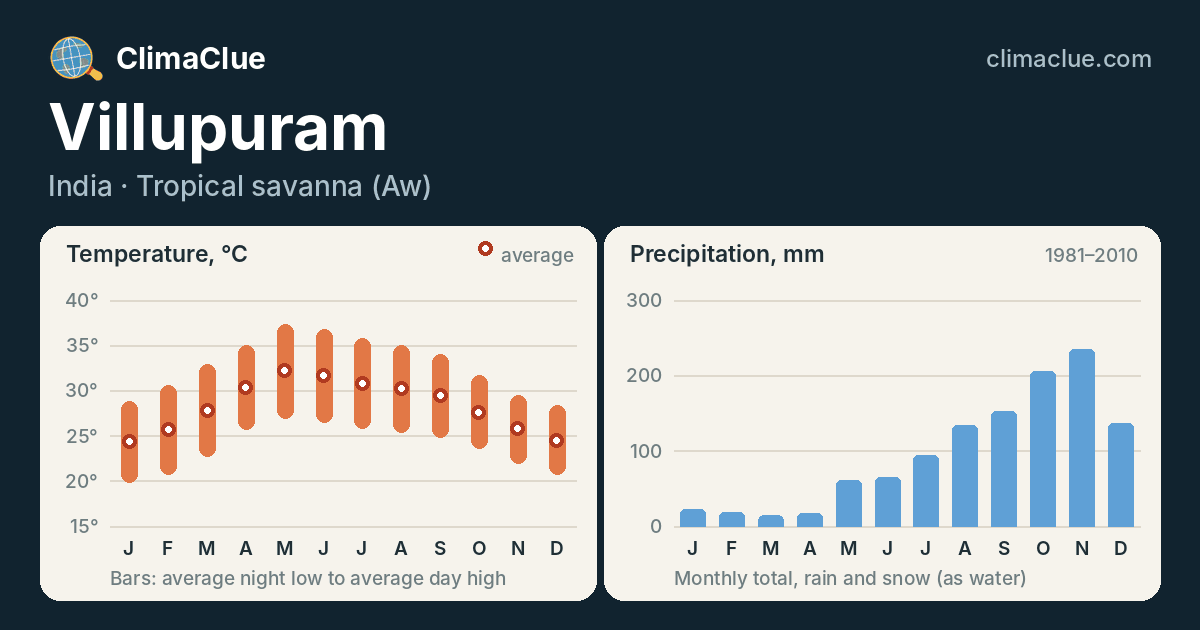 ClimaClue
climaclue.com
Villupuram
India · Tropical savanna (Aw)
Temperature, °C
average
40°
35°
30°
25°
20°
15°
J F M A M J J A S O N D
Bars: average night low to average day high
Precipitation, mm
1981–2010
300
200
100
0
J F M A M J J A S O N D
Monthly total, rain and snow (as water)